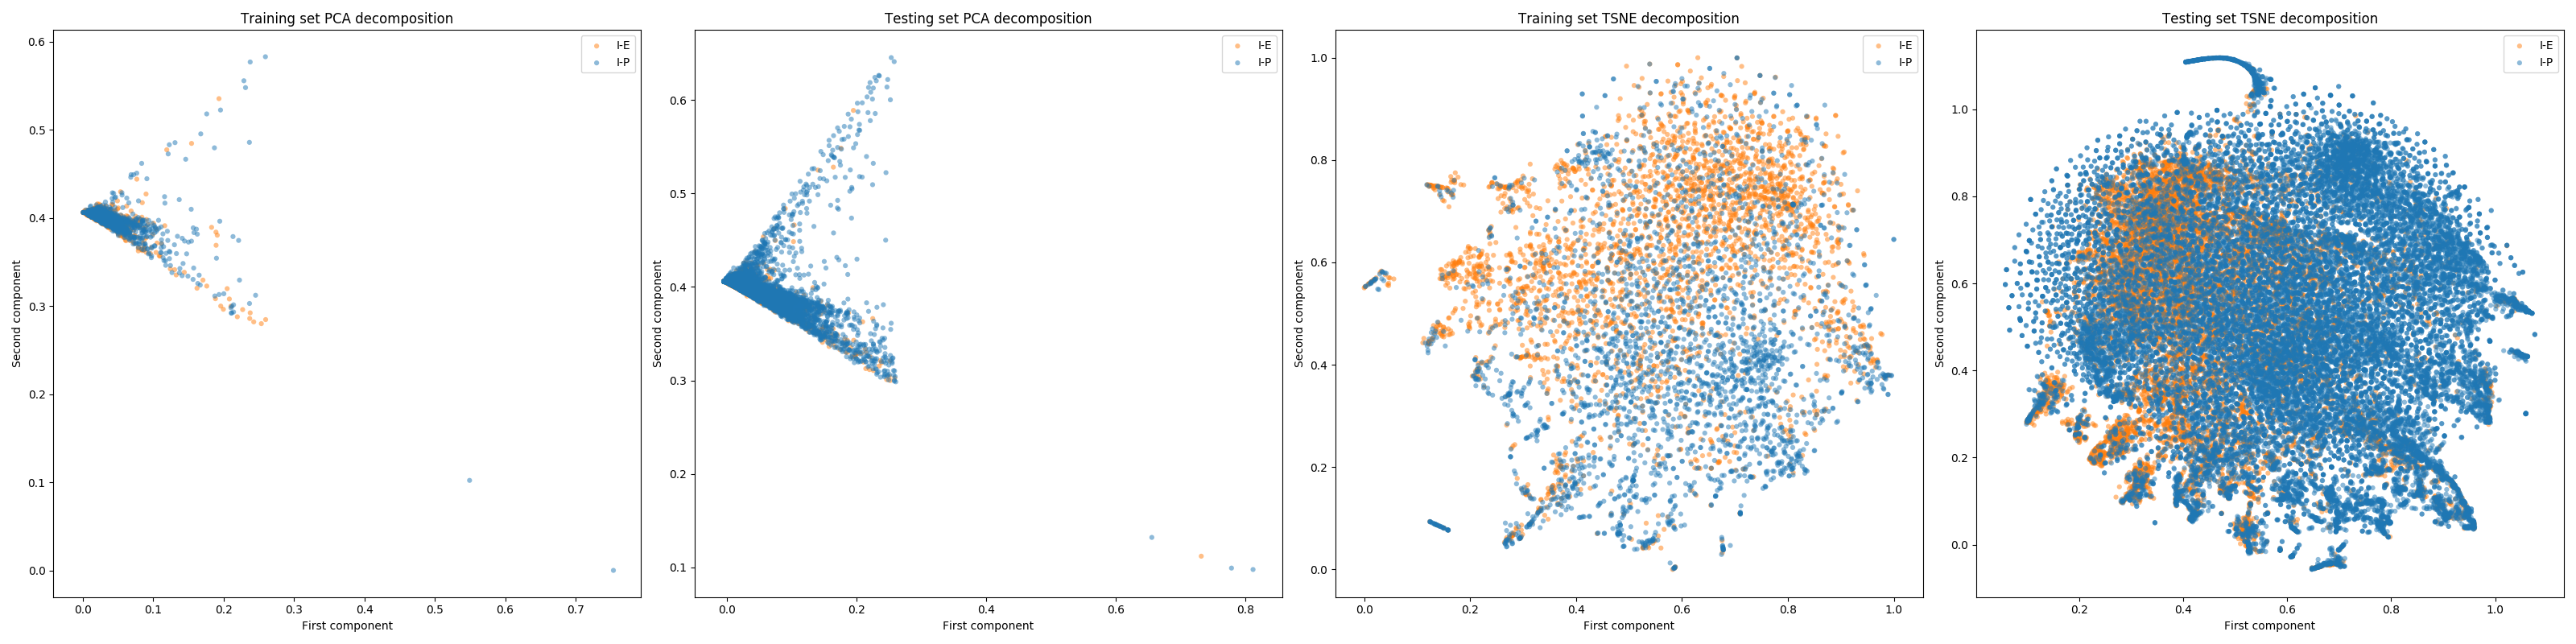 Training set PCA decomposition
I-E
I-P
0.6
0.5
0.4
0.3
0.2
0.1
0.0
Second component
0.0 0.1 0.2 0.3 0.4 0.5 0.6 0.7
First component
Testing set PCA decomposition
I-E
I-P
0.6
0.5
0.4
0.3
0.2
0.1
Second component
0.0 0.2 0.4 0.6 0.8
First component
Training set TSNE decomposition
I-E
I-P
1.0
0.8
0.6
0.4
0.2
0.0
Second component
0.0 0.2 0.4 0.6 0.8 1.0
First component
Testing set TSNE decomposition
I-E
I-P
1.0
0.8
0.6
0.4
0.2
0.0
Second component
0.2 0.4 0.6 0.8 1.0
First component